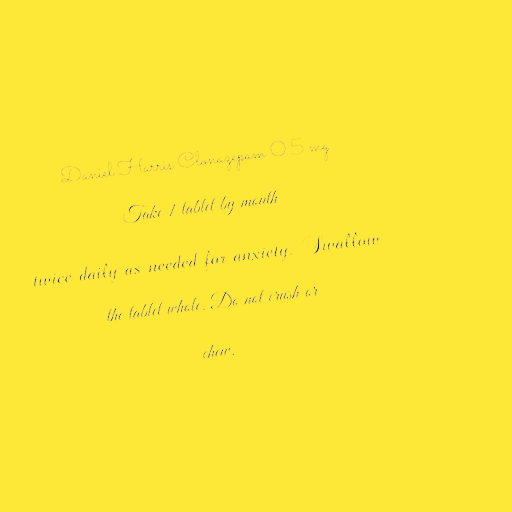 Daniel Harris Clonazepam 0.5 mg
Take 1 tablet by month
twice daily as needed for anxiety. Swallow
the tablet whole. Do not crush or
chew.